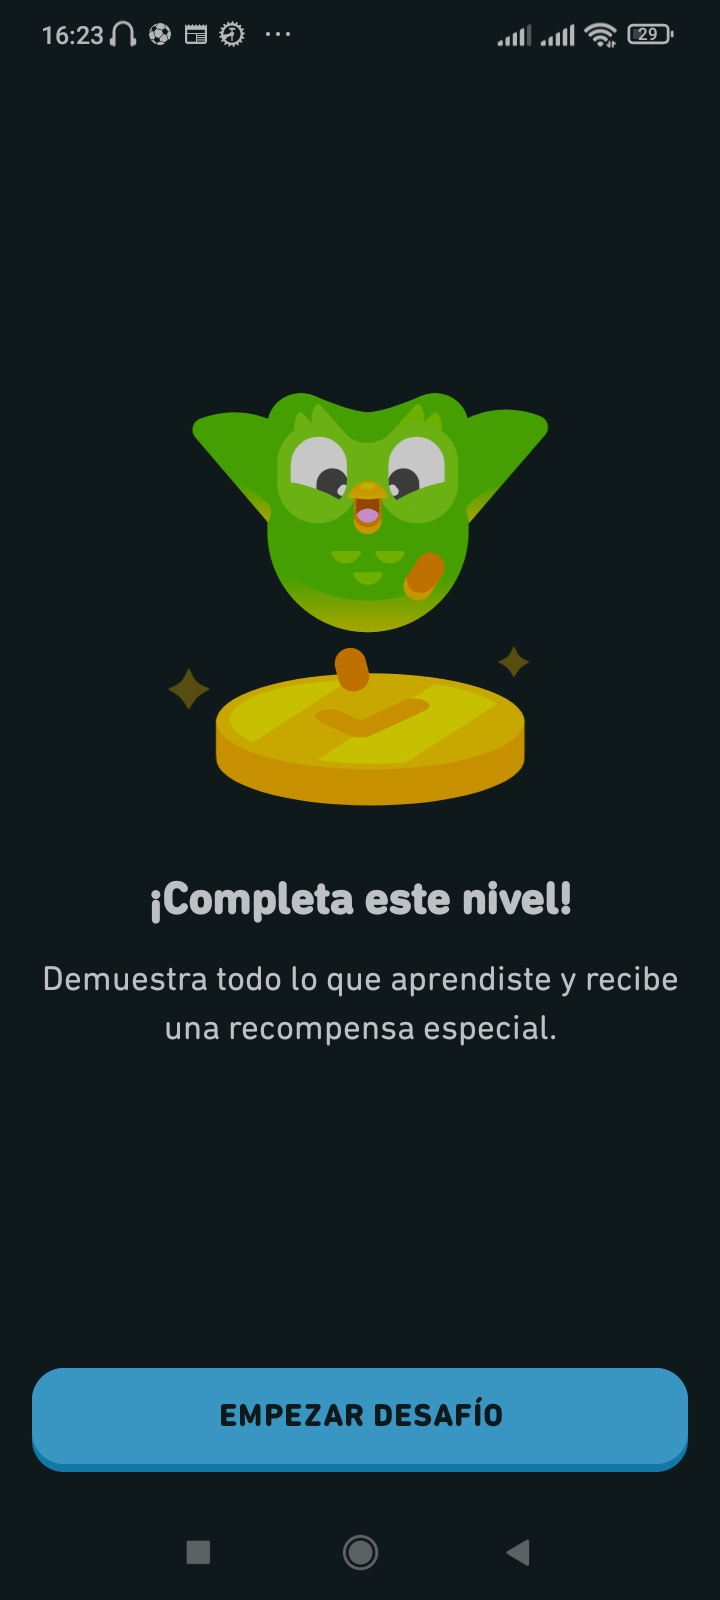 16:23
29
¡Completa este nivel!
Demuestra todo lo que aprendiste y recibe
una recompensa especial.
EMPEZAR DESAFÍO